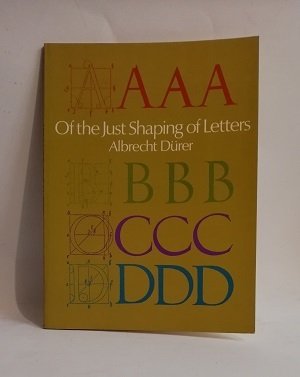 A AAA
Of the Just Shaping of Letters
Albrecht Dürer
B BBB
C CCC
D DDD